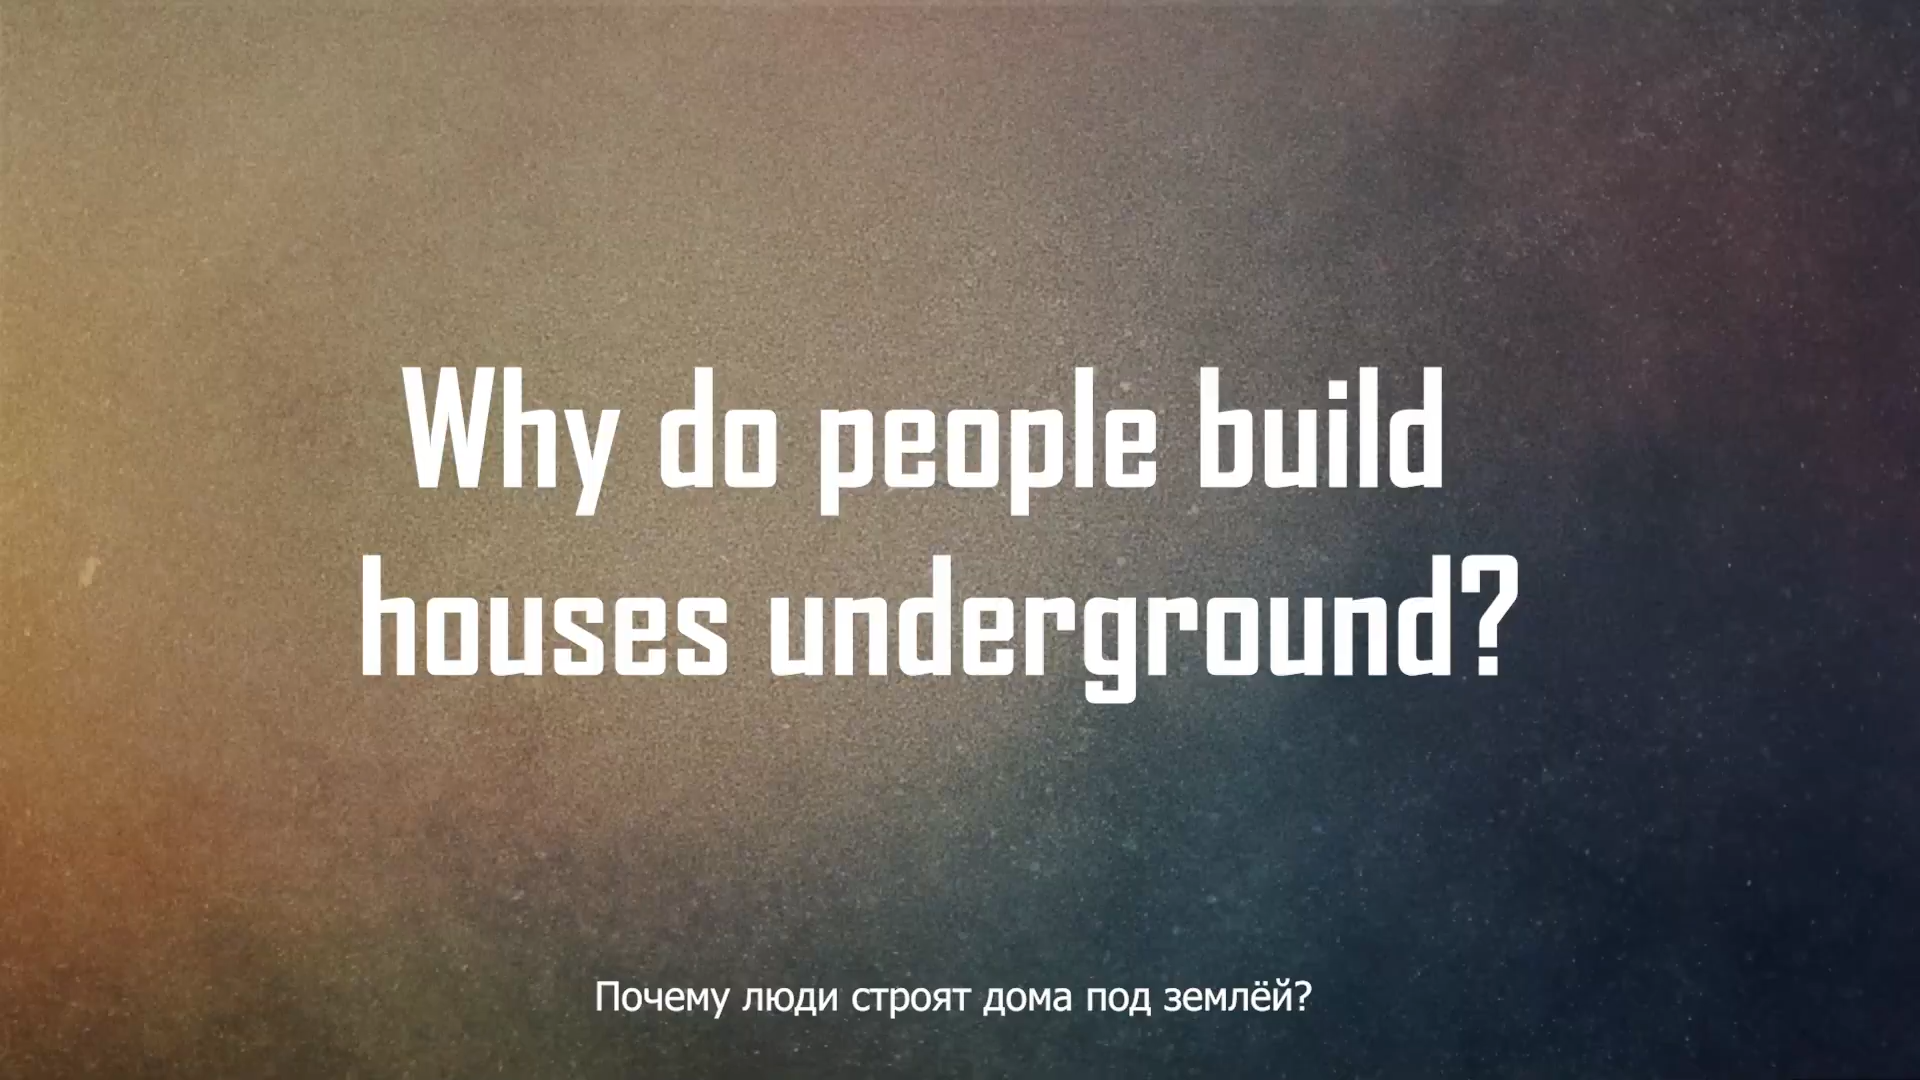 Why do people build
houses underground?
Почему люди строят дома под землёй?